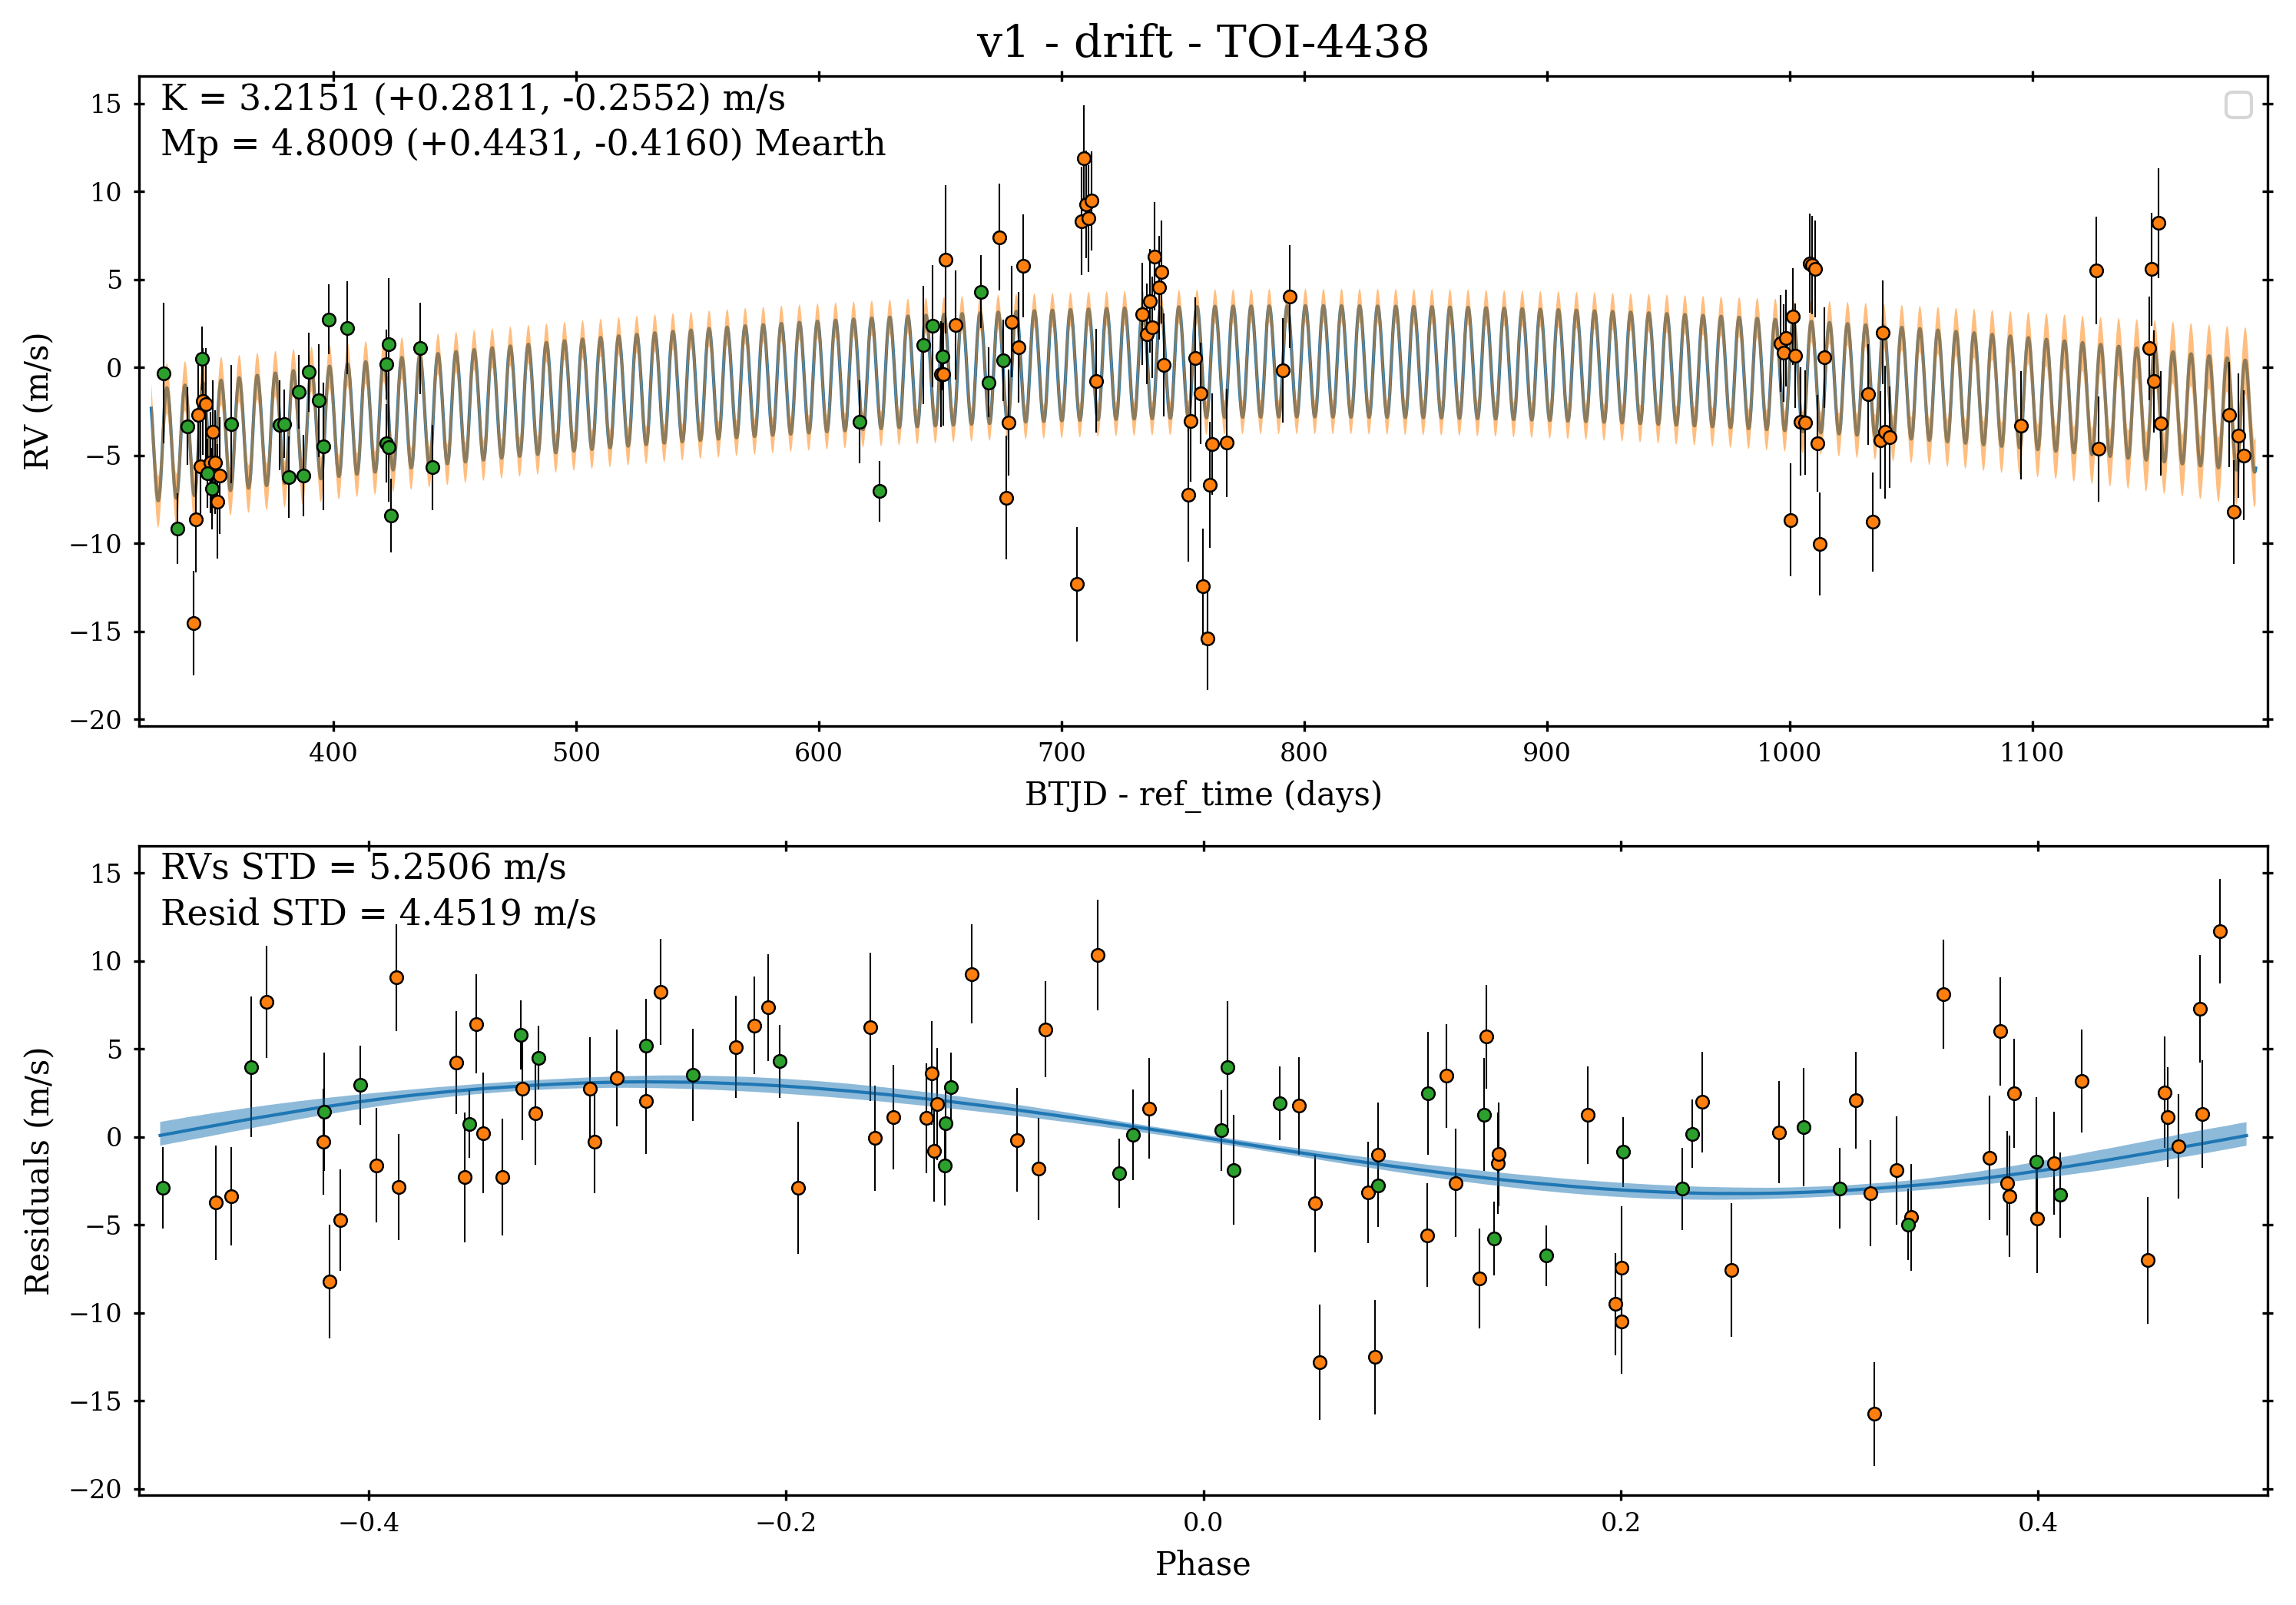 v1 - drift - TOI-4438
K = 3.2151 (+0.2811, -0.2552) m/s
Mp = 4.8009 (+0.4431, -0.4160) Mearth
RV (m/s)
15
10
5
0
−5
−10
−15
−20
400 500 600 700 800 900 1000 1100
BTJD - ref_time (days)
RVs STD = 5.2506 m/s
Resid STD = 4.4519 m/s
Residuals (m/s)
15
10
5
0
−5
−10
−15
−20
−0.4 −0.2 0.0 0.2 0.4
Phase